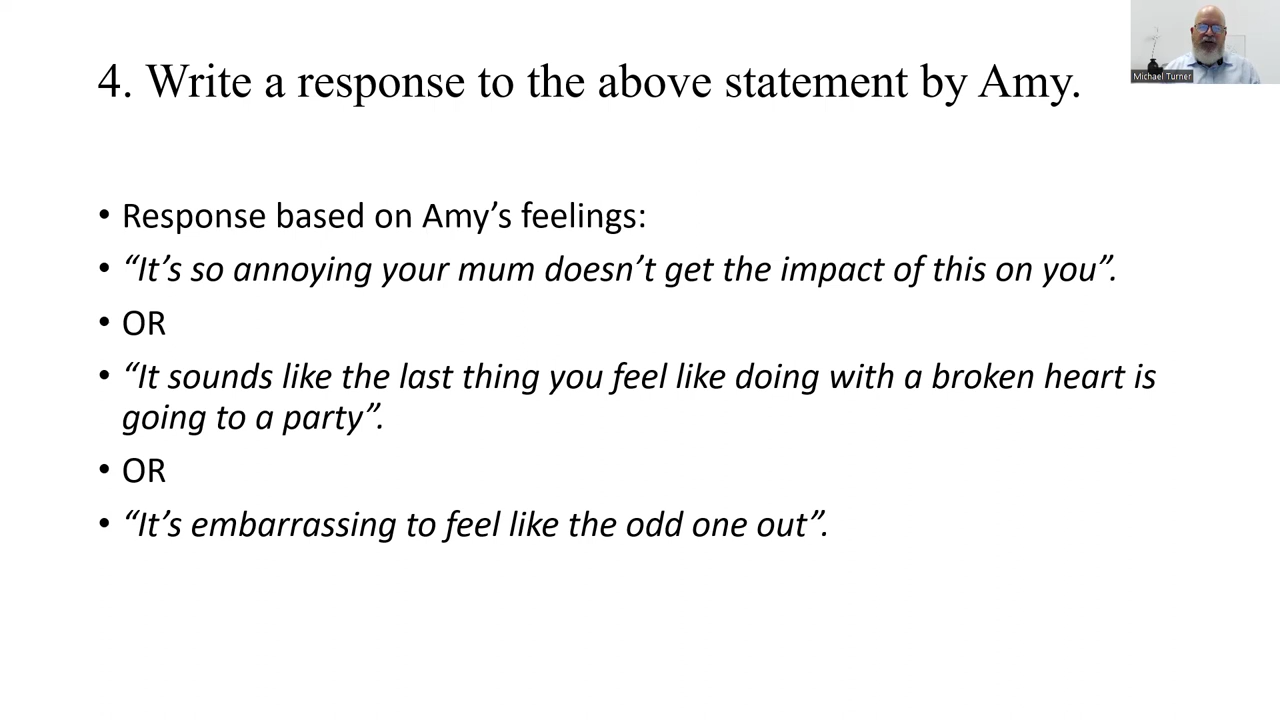 4. Write a response to the above statement by Amy.
Michael Turner
• Response based on Amy’s feelings:
• “It’s so annoying your mum doesn’t get the impact of this on you”.
• OR
• “It sounds like the last thing you feel like doing with a broken heart is
going to a party”.
• OR
• “It’s embarrassing to feel like the odd one out”.